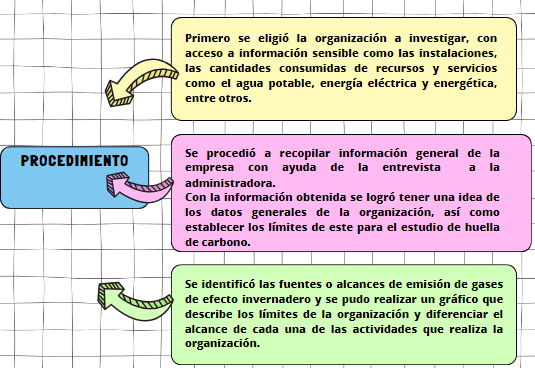 Primero se eligió la organización a investigar, con
acceso a información sensible como las instalaciones,
las cantidades consumidas de recursos y servicios
como el agua potable, energía eléctrica y energética,
entre otros.
PROCEDIMIENTO
Se procedió a recopilar información general de la
empresa con ayuda de la entrevista a la
administradora.
Con la información obtenida se logró tener una idea de
los datos generales de la organización, así como
establecer los límites de este para el estudio de huella
de carbono.
Se identificó las fuentes o alcances de emisión de gases
de efecto invernadero y se pudo realizar un gráfico que
describe los límites de la organización y diferenciar el
alcance de cada una de las actividades que realiza la
organización.